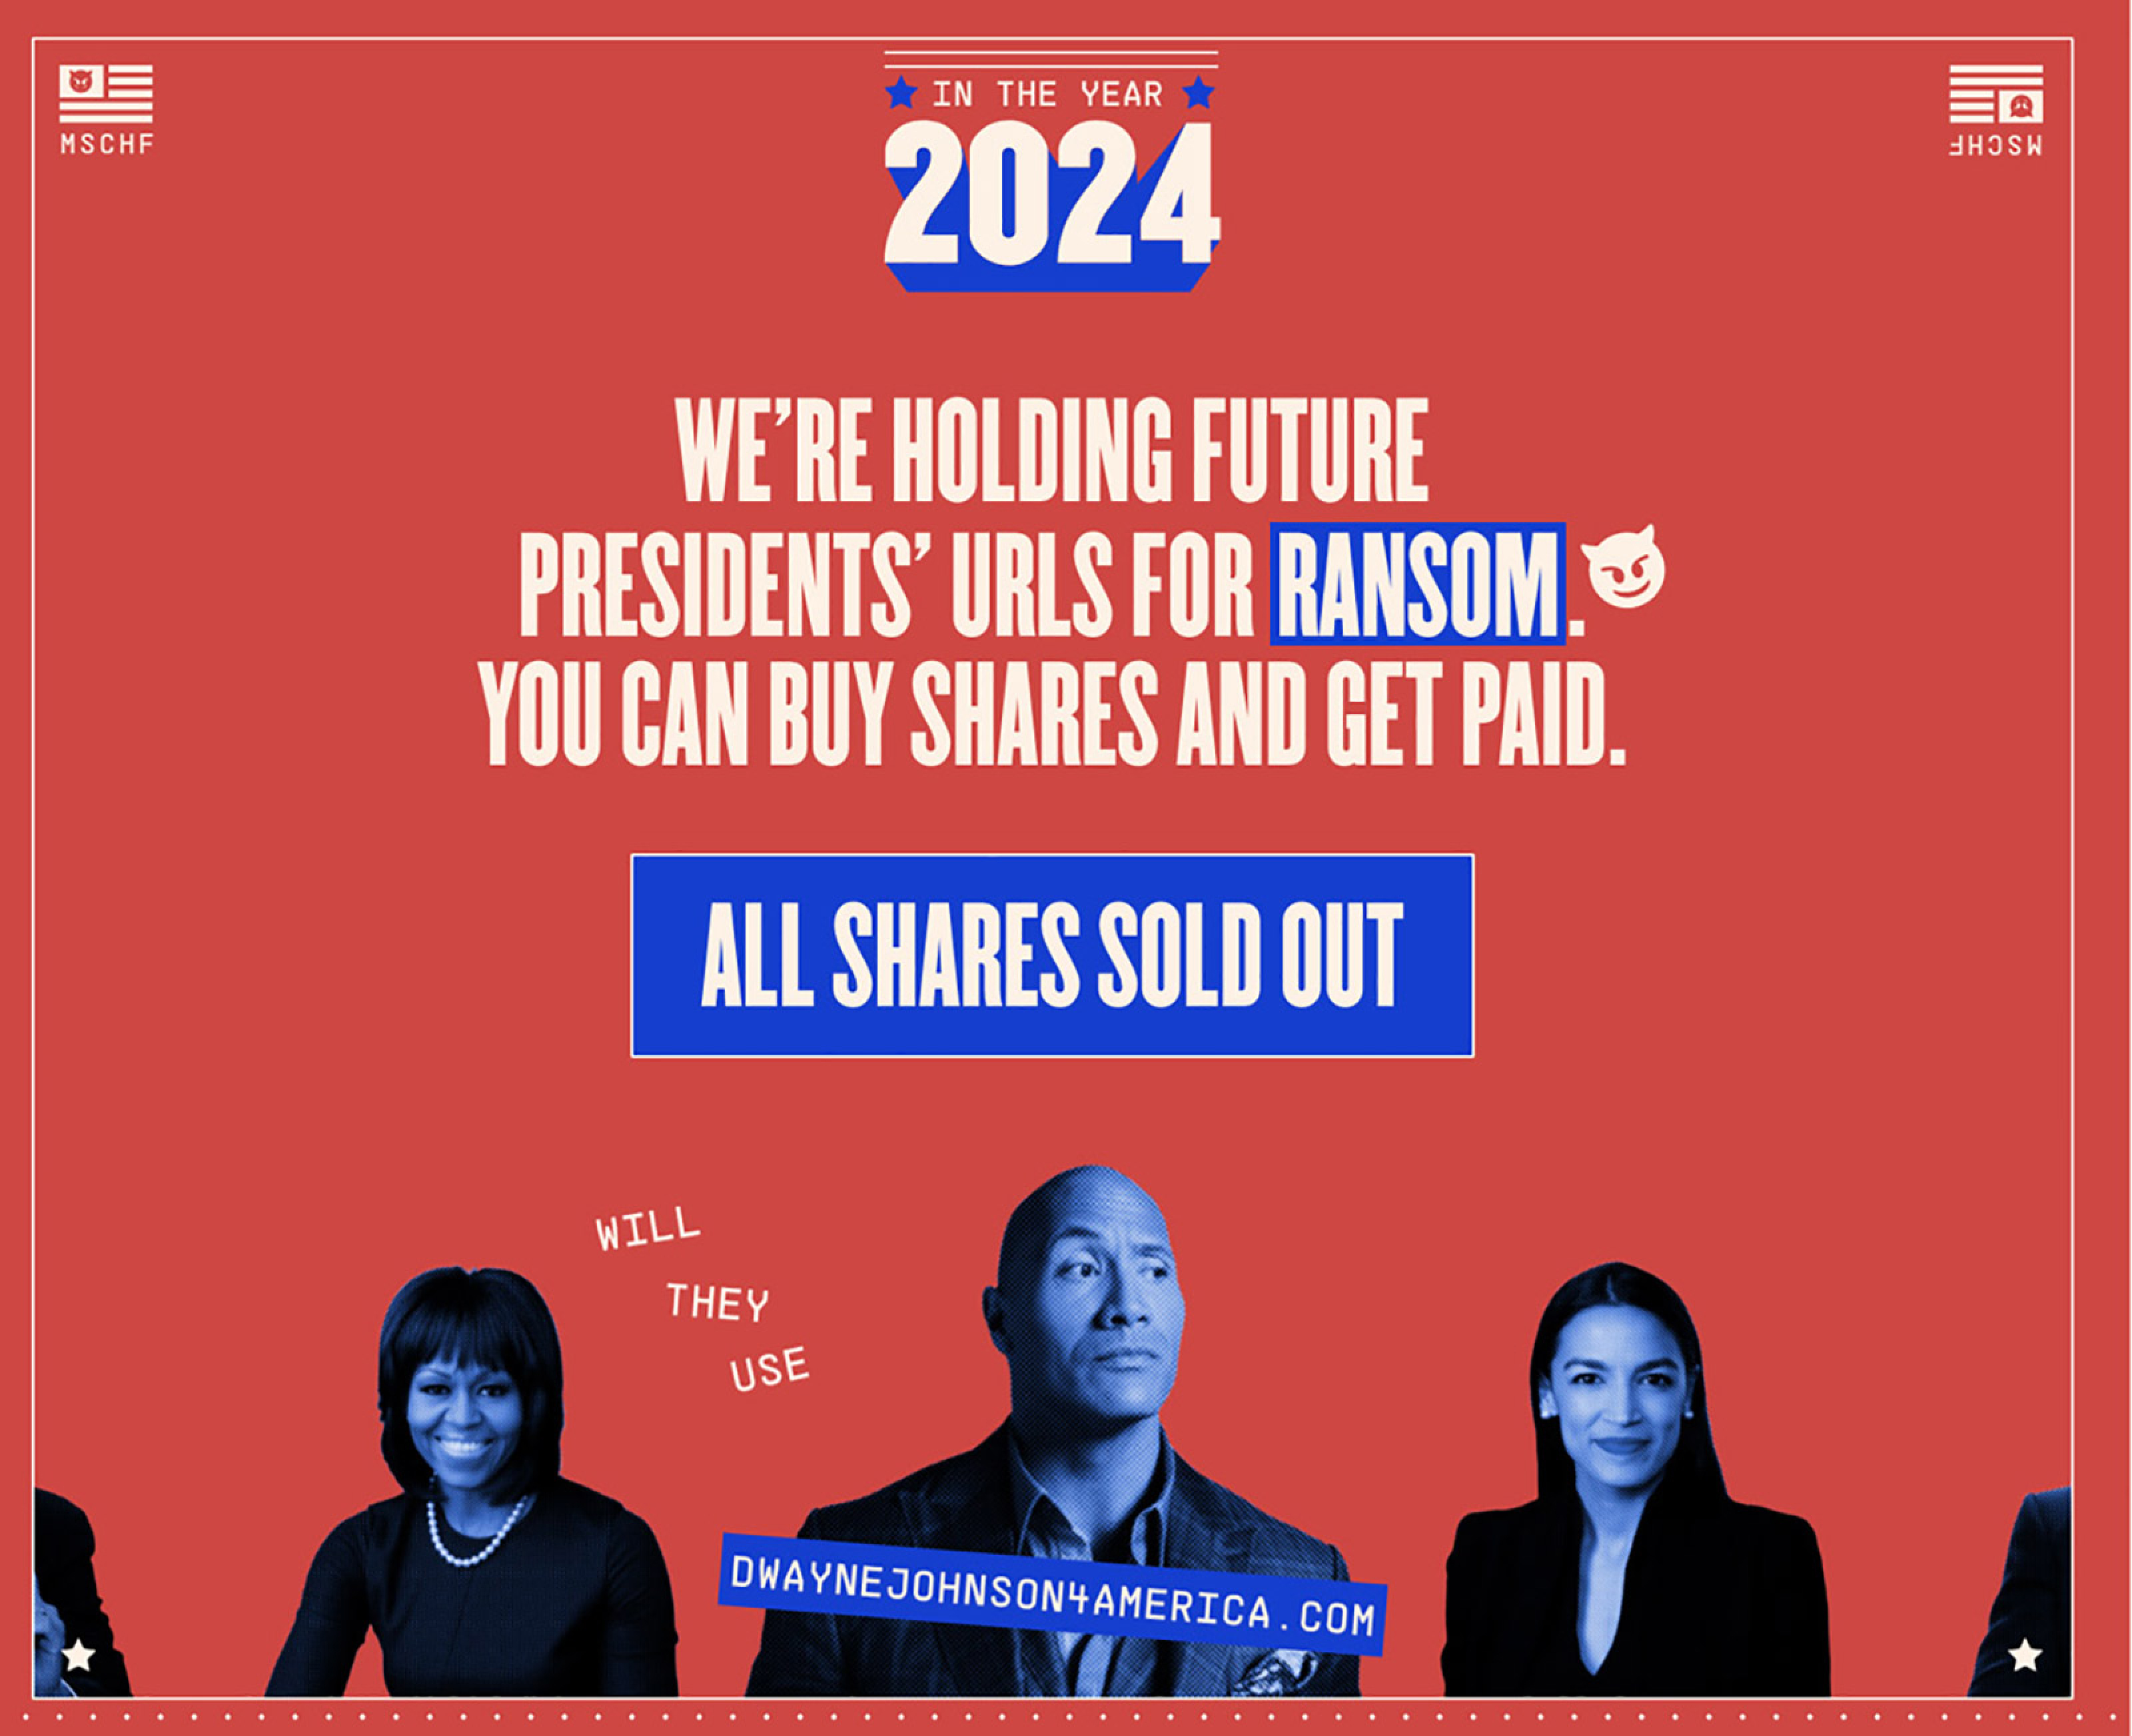 MSCHF
IN THE YEAR
2024
MSCHF
WE'RE HOLDING FUTURE
PRESIDENTS' URLS FOR RANSOM.
YOU CAN BUY SHARES AND GET PAID.
ALL SHARES SOLD OUT
WILL
THEY
USE
DWAYNEJOHNSON4AMERICA.COM